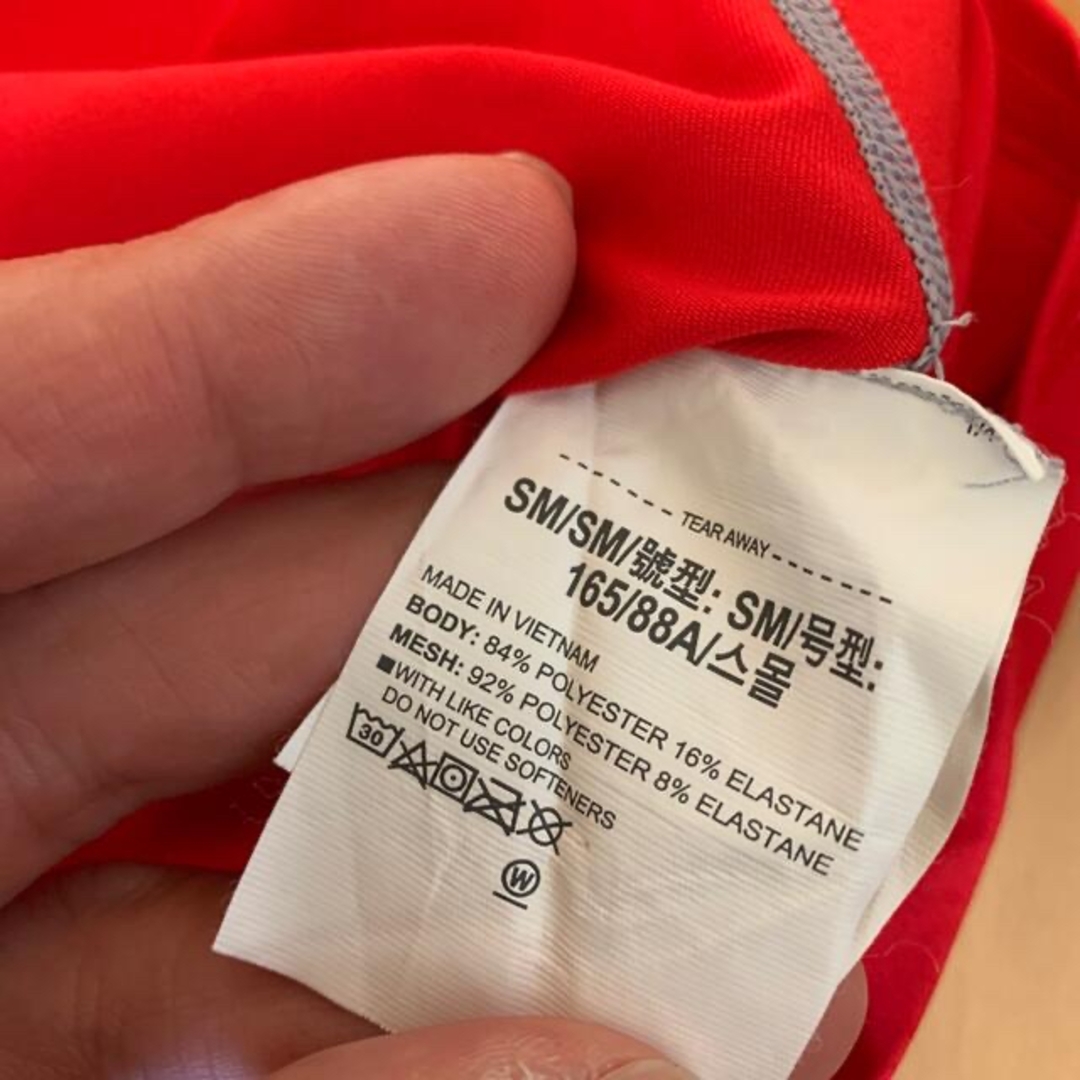 TEAR AWAY
SM/SM/號型: SM/号型:
165/88A/스몰
MADE IN VIETNAM
BODY: 84% POLYESTER 16% ELASTANE
MESH: 92% POLYESTER 8% ELASTANE
■WITH LIKE COLORS
DO NOT USE SOFTENERS
30
W